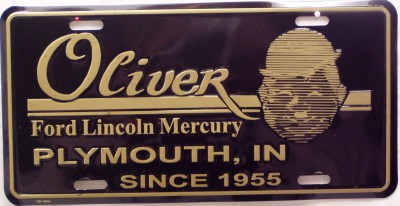 Oliver
Ford Lincoln Mercury
PLYMOUTH, IN
SINCE 1955